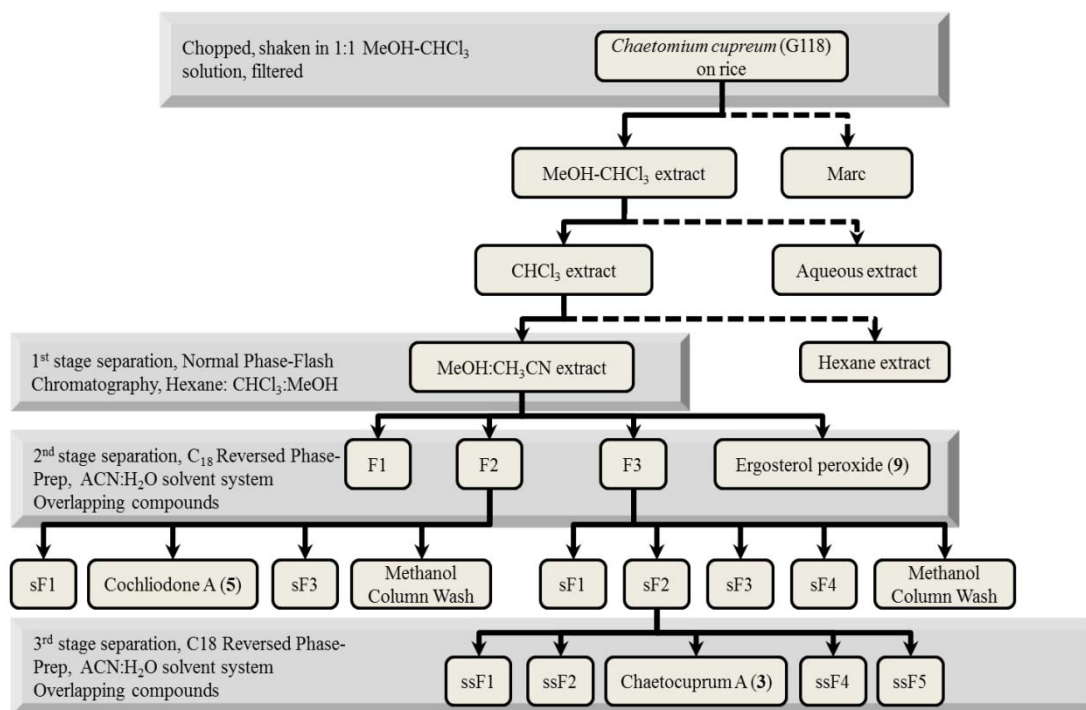 Chopped, shaken in 1:1 MeOH-CHCl₃
solution, filtered
Chaetomium cupreum (G118)
on rice
MeOH-CHCl₃ extract
Marc
CHCl₃ extract
Aqueous extract
1st stage separation, Normal Phase-Flash
Chromatography, Hexane: CHCl₃:MeOH
MeOH:CH₃CN extract
Hexane extract
2nd stage separation, C₁₈ Reversed Phase-
Prep, ACN:H₂O solvent system
Overlapping compounds
F1
F2
F3
Ergosterol peroxide (9)
sF1
Cochliodone A (5)
sF3
Methanol
Column Wash
sF1
sF2
sF3
sF4
Methanol
Column Wash
3rd stage separation, C18 Reversed Phase-
Prep, ACN:H₂O solvent system
Overlapping compounds
ssF1
ssF2
Chaetocuprum A (3)
ssF4
ssF5